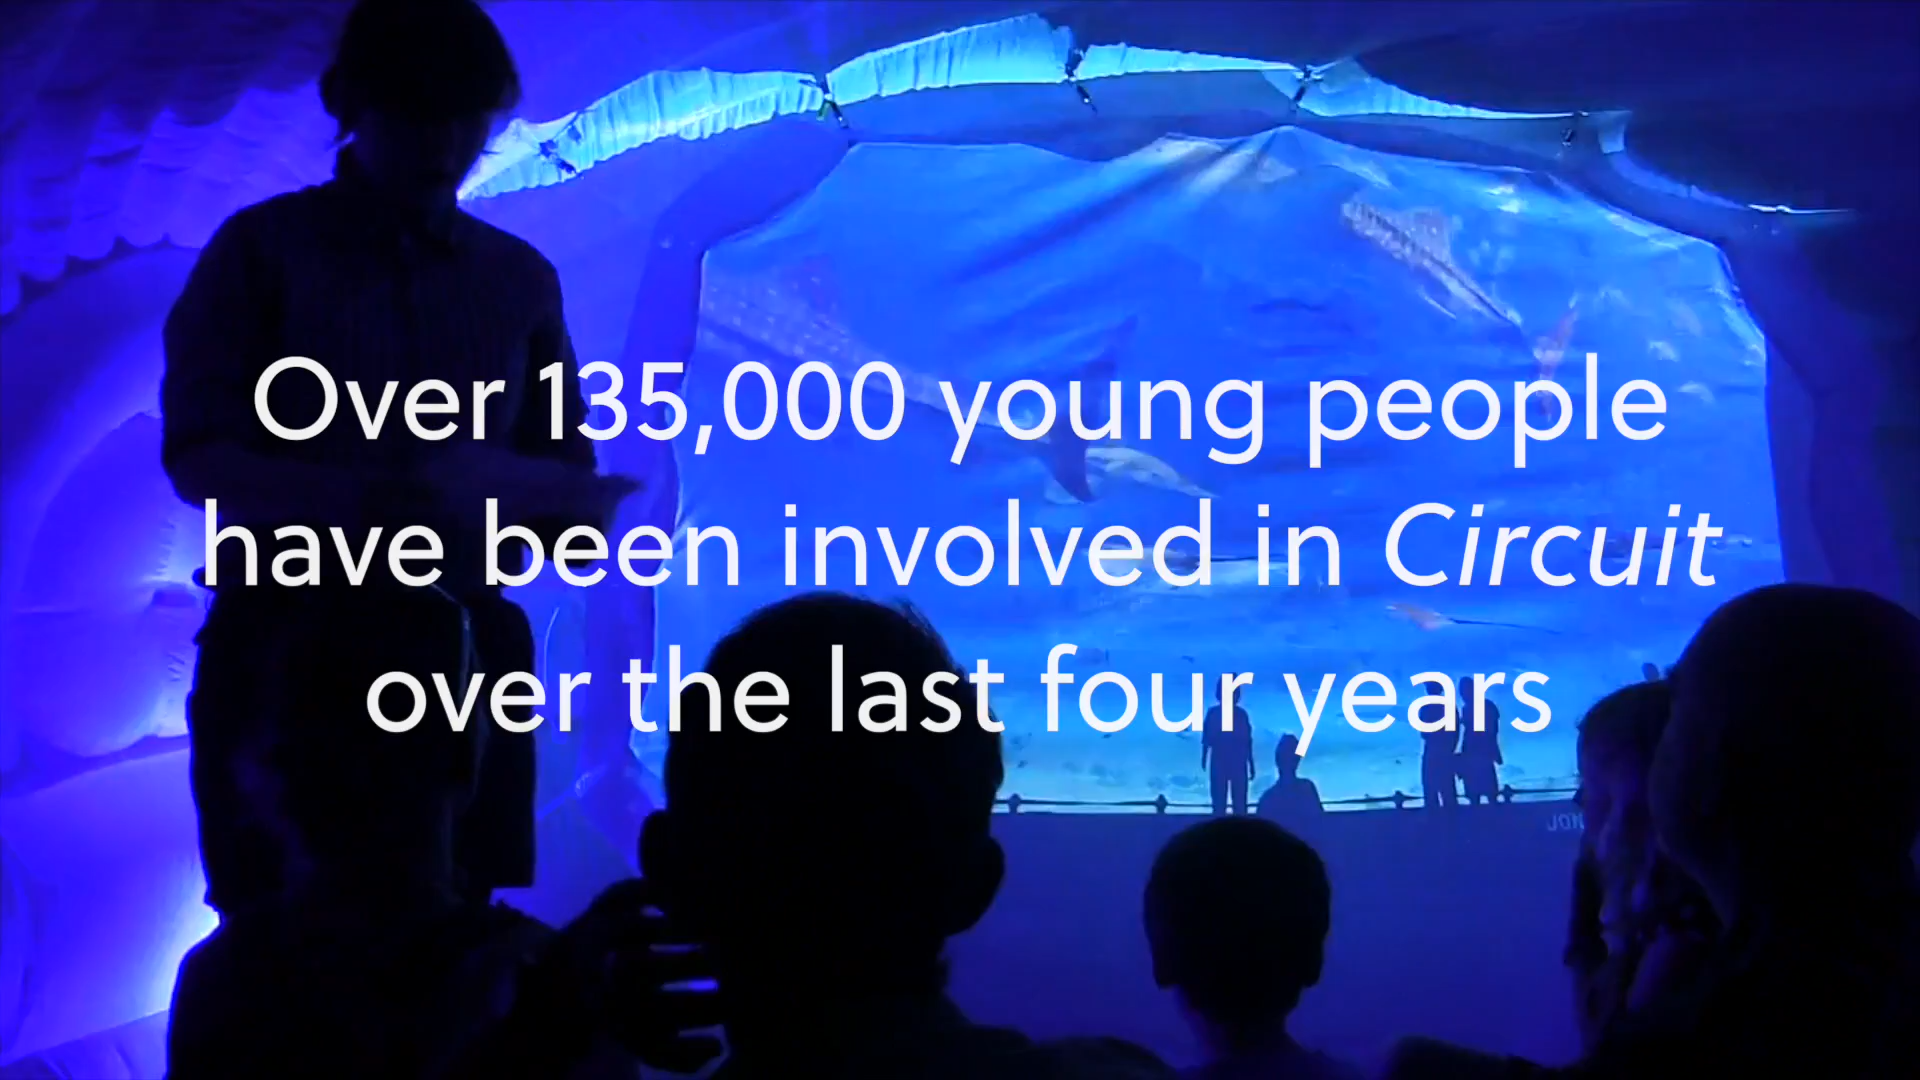 Over 135,000 young people
have been involved in Circuit
over the last four years